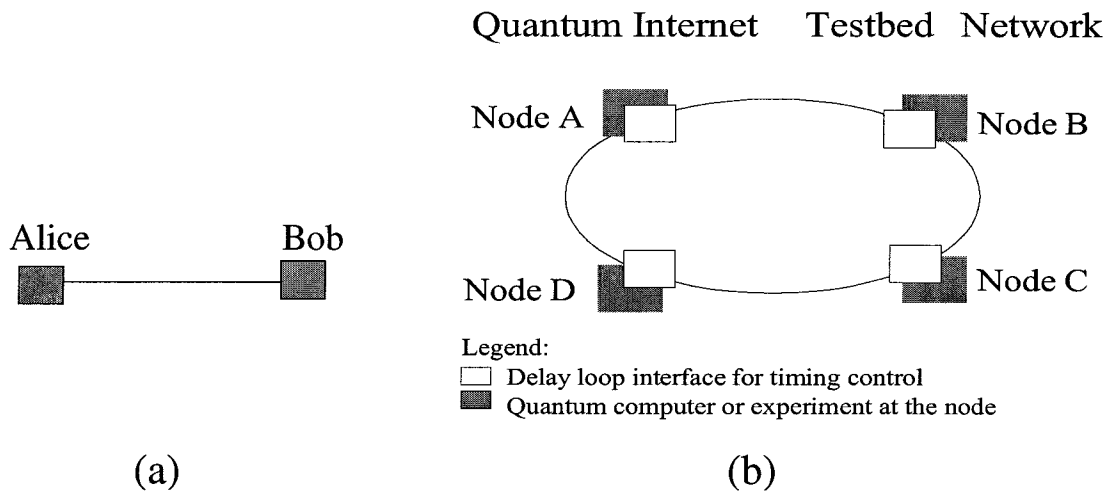 Quantum Internet Testbed Network
Node A
Node B
Alice
Bob
Node D
Node C
Legend:
Delay loop interface for timing control
Quantum computer or experiment at the node
(a)
(b)